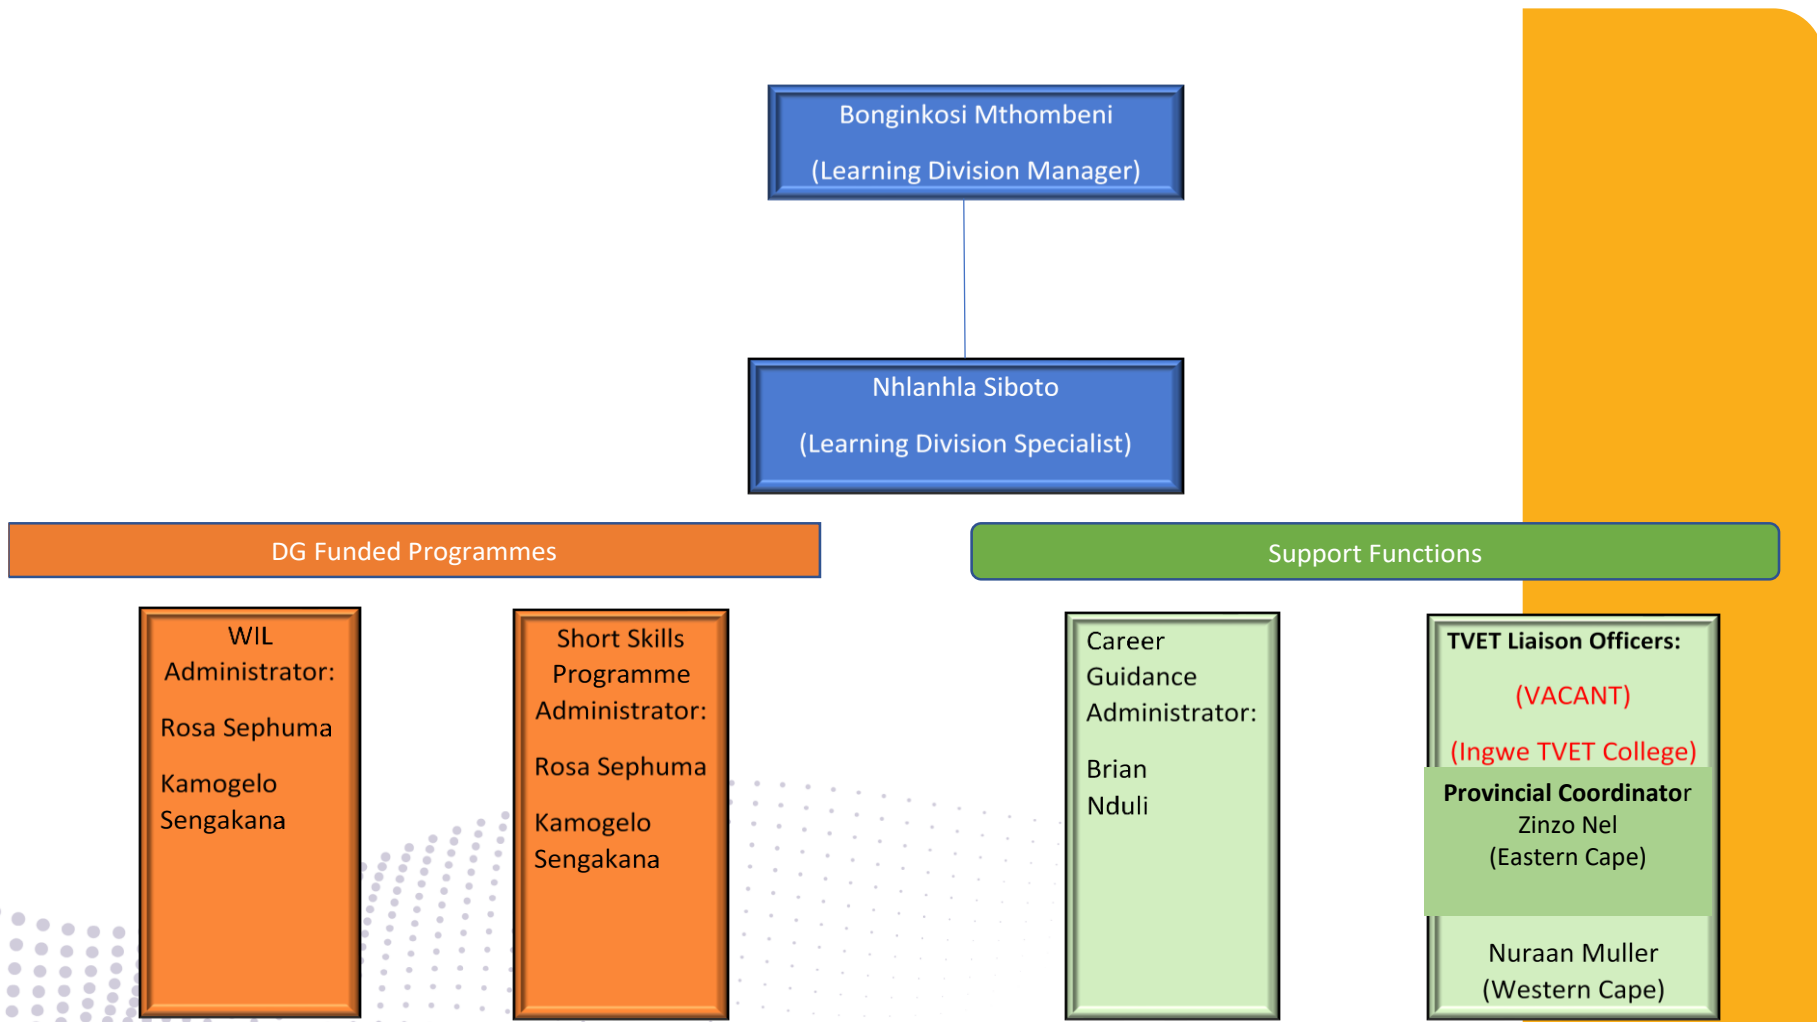 Bonginkosi Mthombeni
(Learning Division Manager)
Nhlanhla Siboto
(Learning Division Specialist)
DG Funded Programmes
Support Functions
WIL
Administrator:
Rosa Sephuma
Kamogelo
Sengakana
Short Skills
Programme
Administrator:
Rosa Sephuma
Kamogelo
Sengakana
Career
Guidance
Administrator:
Brian
Nduli
TVET Liaison Officers:
(VACANT)
(Ingwe TVET College)
Provincial Coordinator
Zinzo Nel
(Eastern Cape)
Nuraan Muller
(Western Cape)